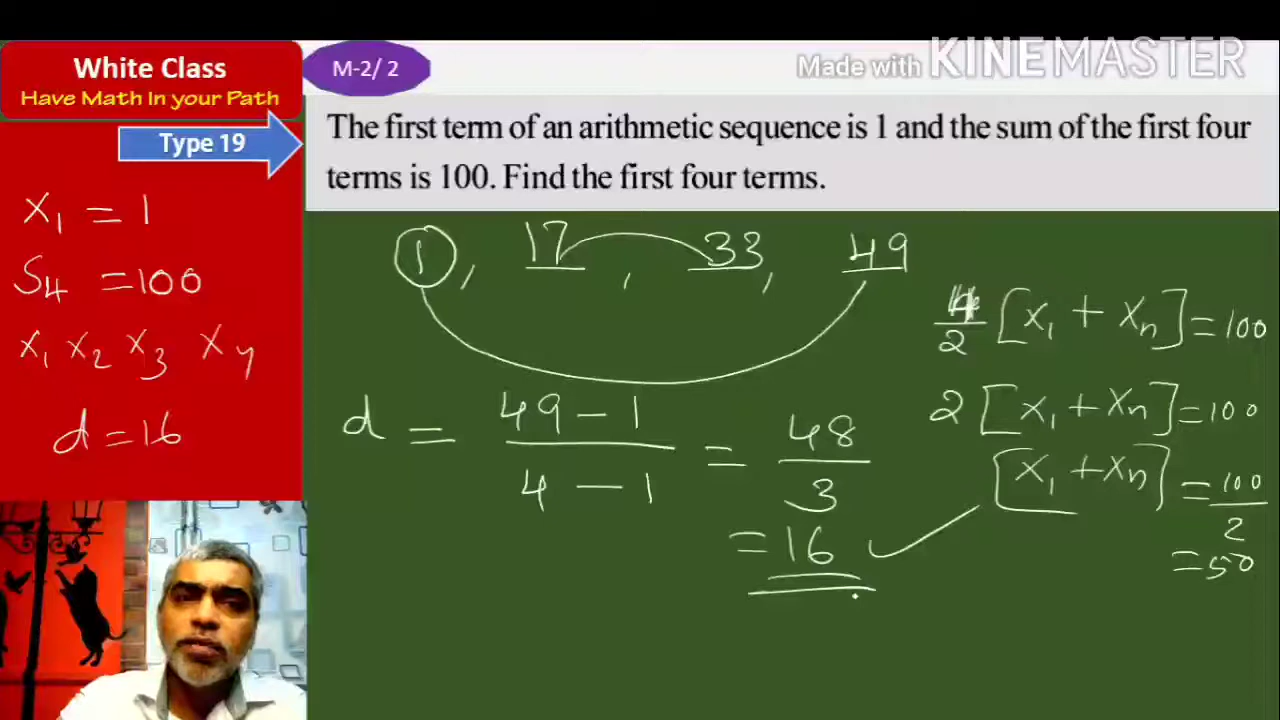 White Class
Have Math in your Path
Type 19
M-2/ 2
Made with KINEMASTER
The first term of an arithmetic sequence is 1 and the sum of the first four
terms is 100. Find the first four terms.
x₁ = 1
S₄ = 100
x₁ x₂ x₃ x₄
d = 16
1, 17, 33, 49
d = (49 − 1)/(4 − 1) = 48/3
= 16
4/2 [x₁ + xₙ] = 100
2 [x₁ + xₙ] = 100
[x₁ + xₙ] = 100/2
= 50